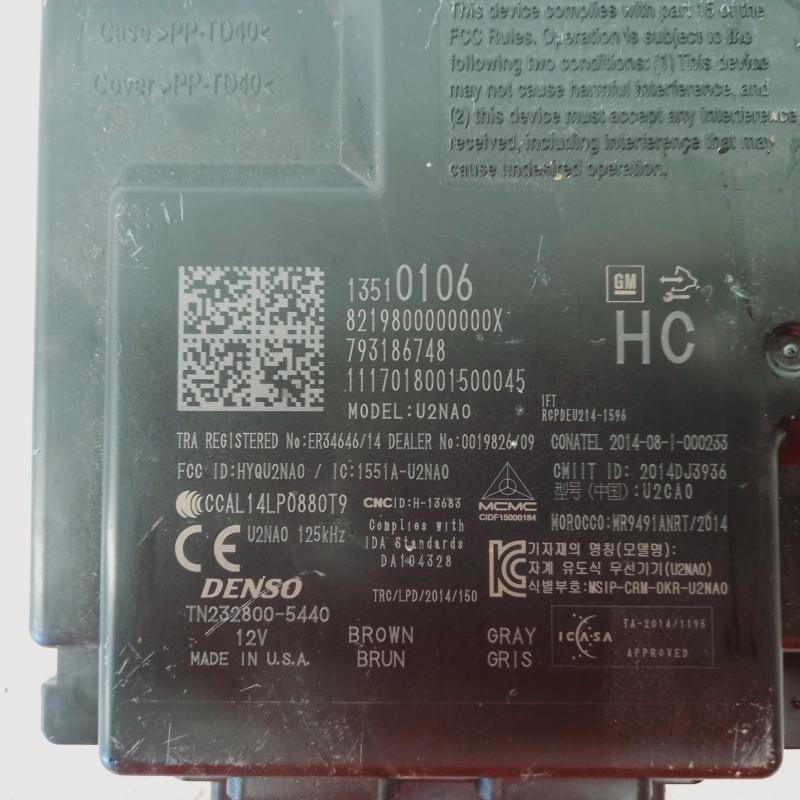 Case >PP-TD40<
Cover >PP-TD40<
This device complies with part 15 of the
FCC Rules. Operation is subject to the
following two conditions: (1) This device
may not cause harmful interference, and
(2) this device must accept any interference
received, including interference that may
cause undesired operation.
13510106
8219800000000X
793186748
1117018001500045
MODEL:U2NA0
GM
HC
IFT
RCPDEU214-1596
TRA REGISTERED No:ER34646/14 DEALER No:0019826/09
CONATEL 2014-08-I-000233
FCC ID:HYQU2NA0 / IC:1551A-U2NA0
CMIIT ID: 2014DJ3936
型号(中国):U2CA0
CCAL14LP0880T9
CNCID:H-13683
MCMC
CIDF15000184
MOROCCO:MR9491ANRT/2014
CE
U2NA0 125kHz
Complies with
IDA Standards
DA104328
기자재의 명칭(모델명):
자계 유도식 무선기기(U2NA0)
식별부호:MSIP-CRM-DKR-U2NA0
DENSO
TRC/LPD/2014/150
TN232800-5440
12V
MADE IN U.S.A.
BROWN
BRUN
GRAY
GRIS
ICASA
TA-2014/1195
APPROVED